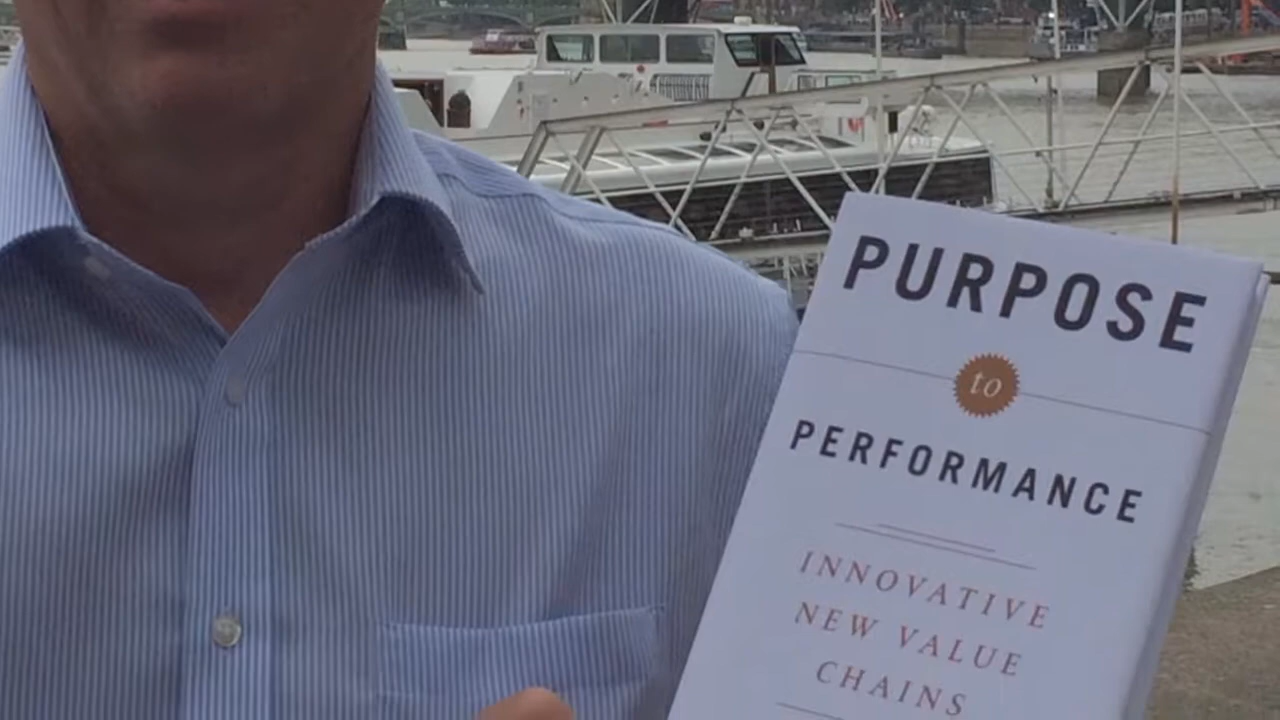 PURPOSE
to
PERFORMANCE
INNOVATIVE
NEW VALUE
CHAINS